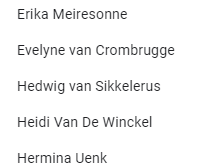 Erika Meiresonne
Evelyne van Crombrugge
Hedwig van Sikkelerus
Heidi Van De Winckel
Hermina Uenk